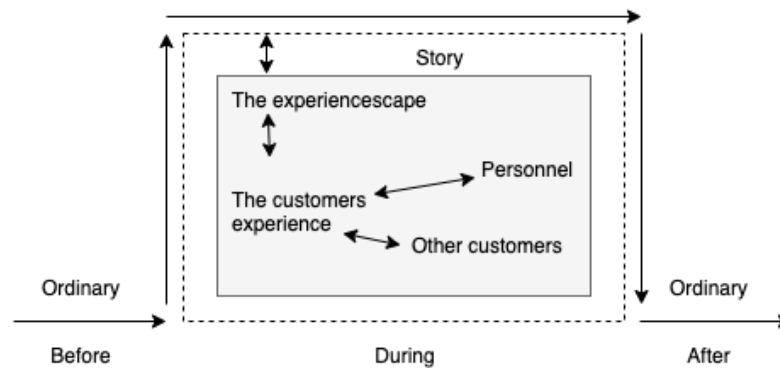 Story
The experiencescape
Personnel
The customers
experience
Other customers
Ordinary
Ordinary
Before
During
After